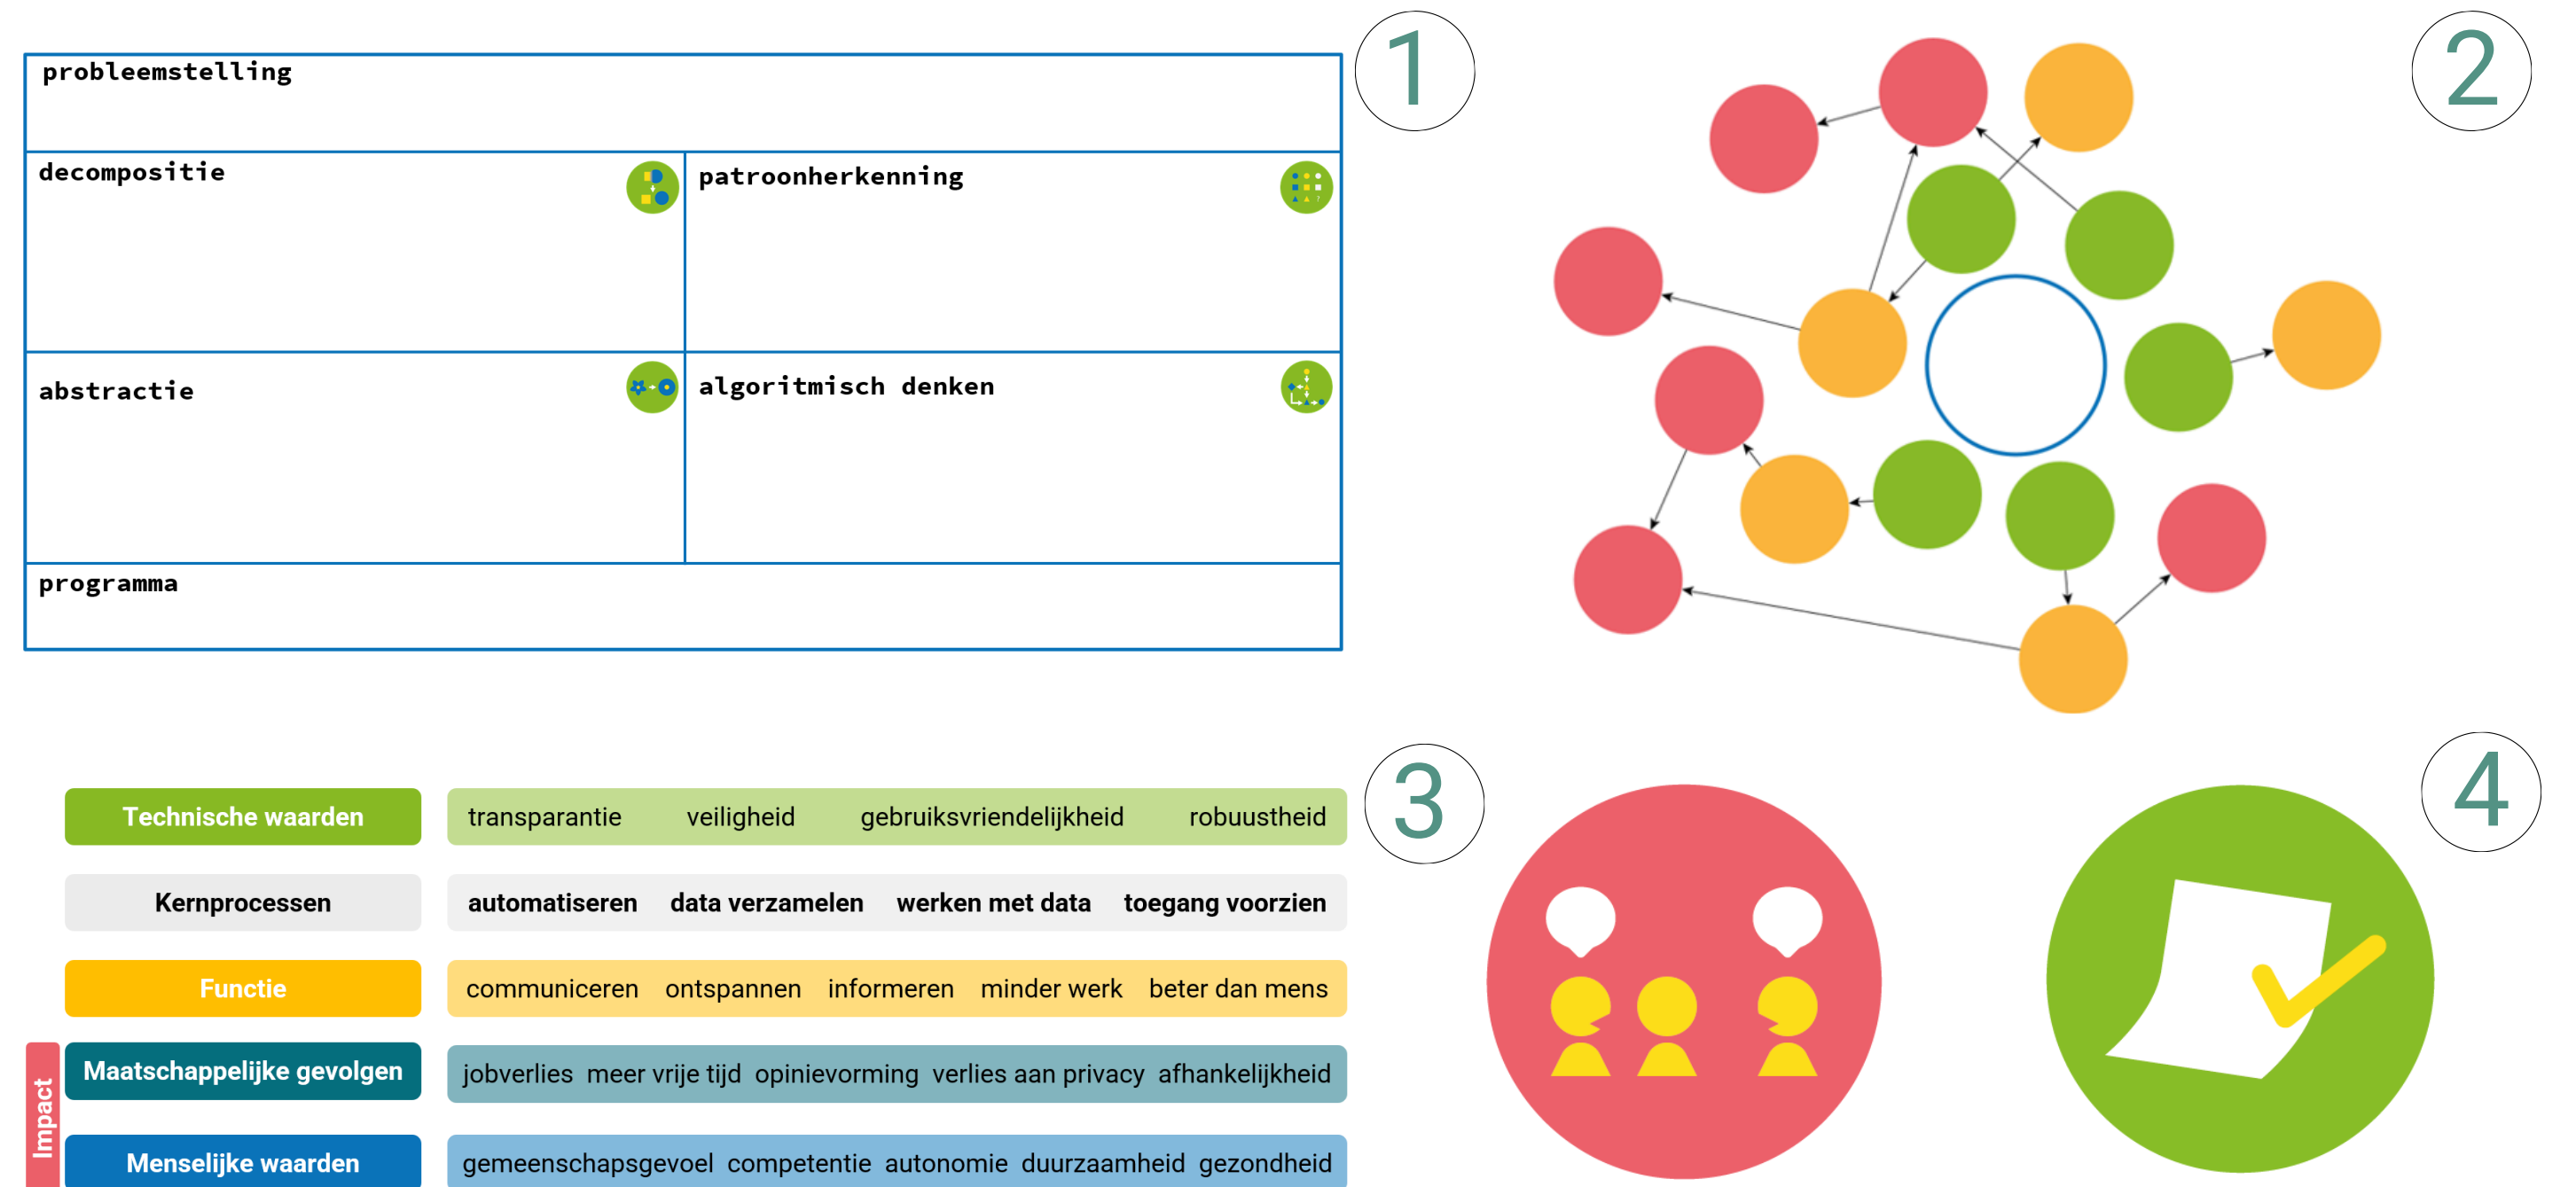 probleemstelling
1
2
decompositie
patroonherkenning
abstractie
algoritmisch denken
programma
3
4
Technische waarden
transparantie veiligheid gebruiksvriendelijkheid robuustheid
Kernprocessen
automatiseren data verzamelen werken met data toegang voorzien
Functie
communiceren ontspannen informeren minder werk beter dan mens
Impact
Maatschappelijke gevolgen
jobverlies meer vrije tijd opinievorming verlies aan privacy afhankelijkheid
Menselijke waarden
gemeenschapsgevoel competentie autonomie duurzaamheid gezondheid